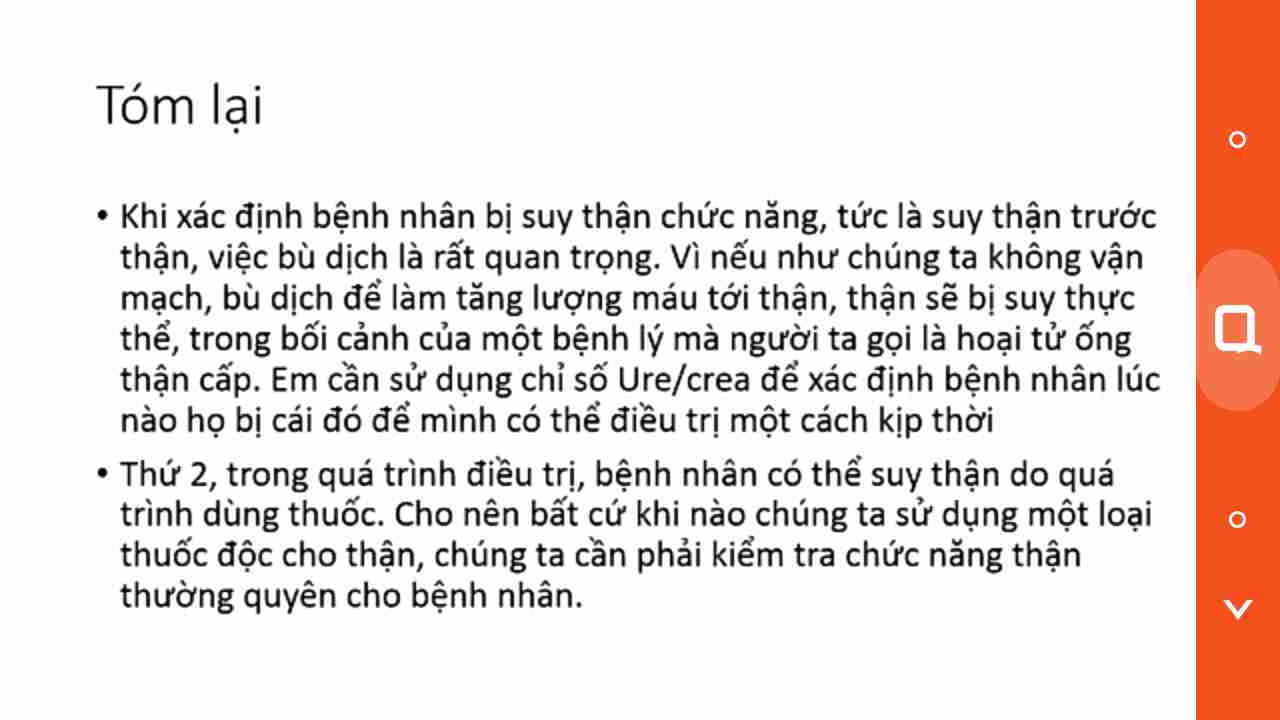 Tóm lại
• Khi xác định bệnh nhân bị suy thận chức năng, tức là suy thận trước
thận, việc bù dịch là rất quan trọng. Vì nếu như chúng ta không vận
mạch, bù dịch để làm tăng lượng máu tới thận, thận sẽ bị suy thực
thể, trong bối cảnh của một bệnh lý mà người ta gọi là hoại tử ống
thận cấp. Em cần sử dụng chỉ số Ure/crea để xác định bệnh nhân lúc
nào họ bị cái đó để mình có thể điều trị một cách kịp thời
• Thứ 2, trong quá trình điều trị, bệnh nhân có thể suy thận do quá
trình dùng thuốc. Cho nên bất cứ khi nào chúng ta sử dụng một loại
thuốc độc cho thận, chúng ta cần phải kiểm tra chức năng thận
thường quyên cho bệnh nhân.